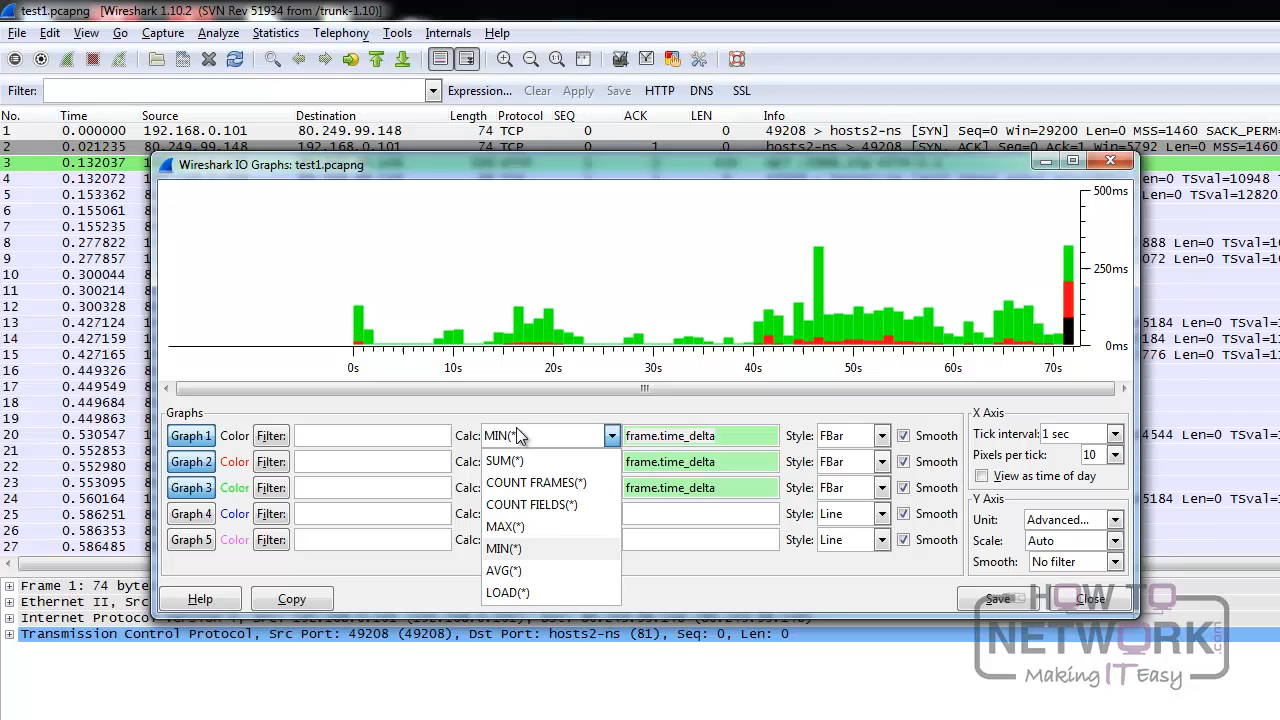 test1.pcapng [Wireshark 1.10.2 (SVN Rev 51934 from /trunk-1.10)]
File Edit View Go Capture Analyze Statistics Telephony Tools Internals Help
Filter: Expression... Clear Apply Save HTTP DNS SSL
No. Time Source Destination Length Protocol SEQ ACK LEN Info
1 0.000000 192.168.0.101 80.249.99.148 74 TCP 0 0 49208 > hosts2-ns [SYN] Seq=0 Win=29200 Len=0 MSS=1460 SACK_PERM
2 0.021235 80.249.99.148 hosts2-ns > 49208 [SYN, ACK] Seq=0 Ack=1 Win=5792 Len=0 MSS=1460
3 0.132037
Wireshark IO Graphs: test1.pcapng
4 0.132072 =0 TSval=10948 T
5 0.153362 Len=0 TSval=12820
6 0.155061
7 0.155235
8 0.277822 888 Len=0 TSval=1
9 0.277857 072 Len=0 TSval=1
10 0.300044
11 0.300214
12 0.300328
13 0.427124 5184 Len=0 TSval=
14 0.427159 184 Len=0 TSval=1
15 0.427165 776 Len=0 TSval=1
16 0.449326
17 0.449549
18 0.449689
19 0.449863
20 0.530047 4544 Len=0 TSval=
21 0.530514
22 0.552980
23 0.553045
24 0.560290 5184 Len=0 TSval=
25 0.563926
26 0.564100
27 0.586485
500ms
250ms
0ms
0s 10s 20s 30s 40s 50s 60s 70s
Graphs
Graph 1 Color Filter: Calc: MIN(*) frame.time_delta Style: FBar Smooth
Graph 2 Color Filter: Calc: frame.time_delta Style: FBar Smooth
Graph 3 Color Filter: Calc: frame.time_delta Style: FBar Smooth
Graph 4 Color Filter: Calc: Style: Line Smooth
Graph 5 Color Filter: Calc: Style: Line Smooth
SUM(*)
COUNT FRAMES(*)
COUNT FIELDS(*)
MAX(*)
MIN(*)
AVG(*)
LOAD(*)
X Axis
Tick interval: 1 sec
Pixels per tick: 10
View as time of day
Y Axis
Unit: Advanced...
Scale: Auto
Smooth: No filter
Help Copy Save Close
Frame 1: 74 byte
Ethernet II, Src
Internet Protoco
Transmission Control Protocol, Src Port: 49208 (49208), Dst Port: hosts2-ns (81), Seq: 0, Len: 0
HOW TO
NETWORK.com
Making IT Easy